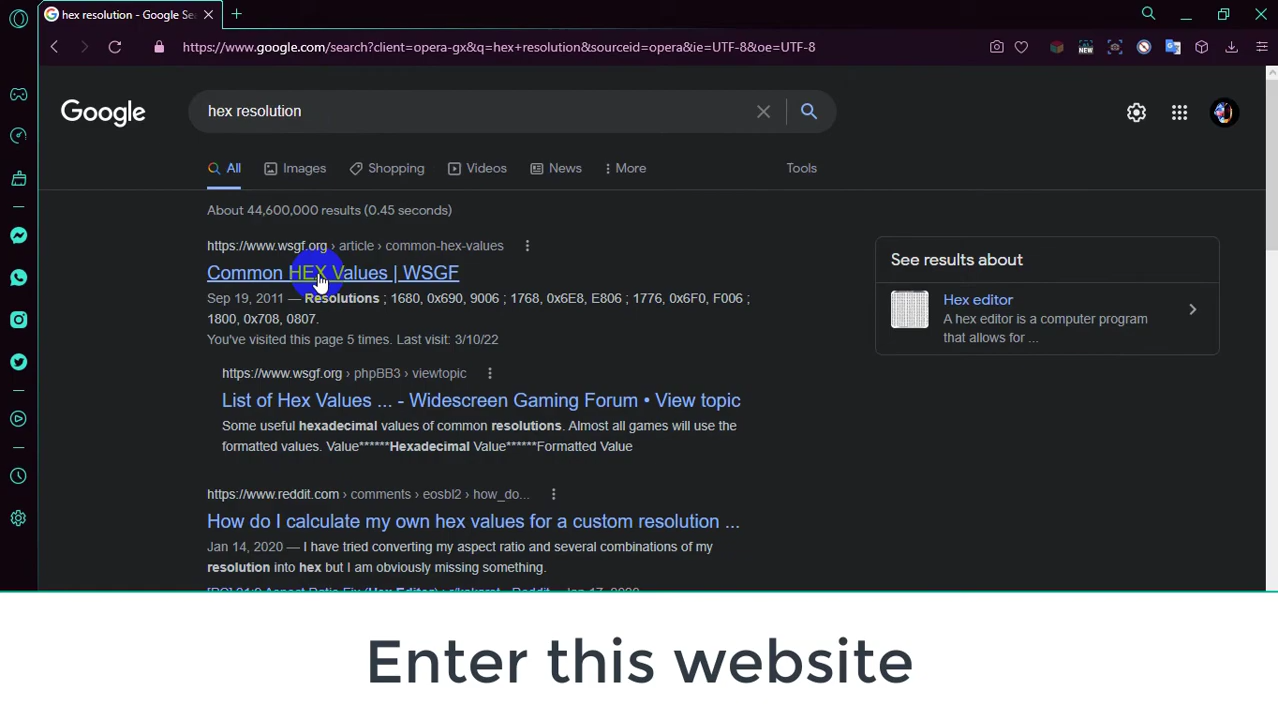 hex resolution - Google Sea
https://www.google.com/search?client=opera-gx&q=hex+resolution&sourceid=opera&ie=UTF-8&oe=UTF-8
NEW
Google
hex resolution
All Images Shopping Videos News More Tools
About 44,600,000 results (0.45 seconds)
https://www.wsgf.org › article › common-hex-values
Common HEX Values | WSGF
Sep 19, 2011 — Resolutions ; 1680, 0x690, 9006 ; 1768, 0x6E8, E806 ; 1776, 0x6F0, F006 ;
1800, 0x708, 0807.
You've visited this page 5 times. Last visit: 3/10/22
See results about
Hex editor
A hex editor is a computer program
that allows for ...
https://www.wsgf.org › phpBB3 › viewtopic
List of Hex Values ... - Widescreen Gaming Forum • View topic
Some useful hexadecimal values of common resolutions. Almost all games will use the
formatted values. Value******Hexadecimal Value******Formatted Value
https://www.reddit.com › comments › eosbl2 › how_do...
How do I calculate my own hex values for a custom resolution ...
Jan 14, 2020 — I have tried converting my aspect ratio and several combinations of my
resolution into hex but I am obviously missing something.
Enter this website